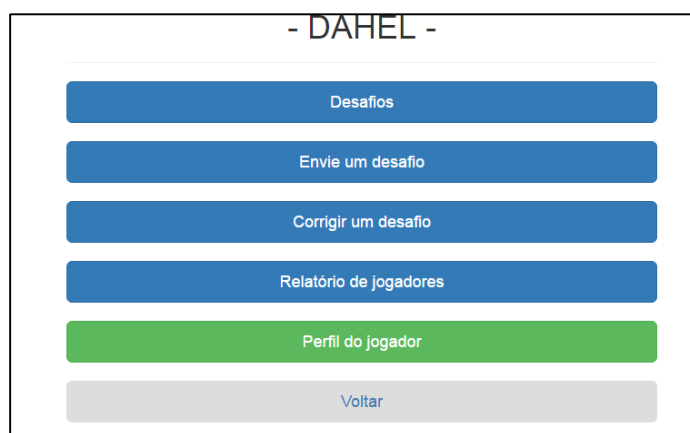 - DAHEL -
Desafios
Envie um desafio
Corrigir um desafio
Relatório de jogadores
Perfil do jogador
Voltar